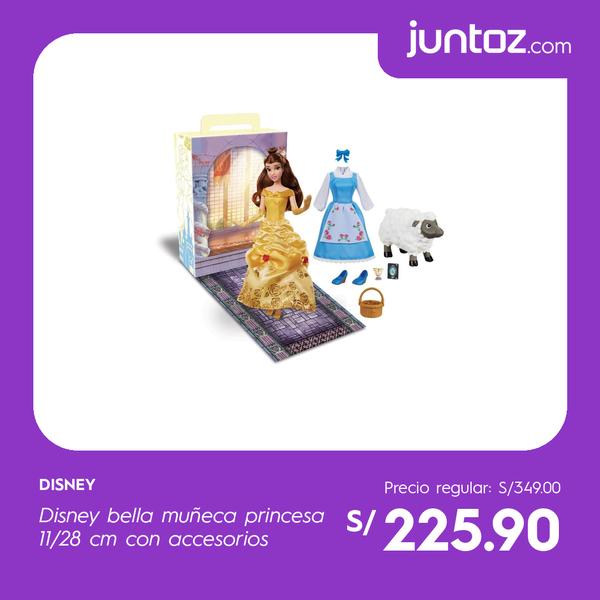 juntoz.com
DISNEY
Disney bella muñeca princesa
11/28 cm con accesorios
Precio regular: S/349.00
S/ 225.90